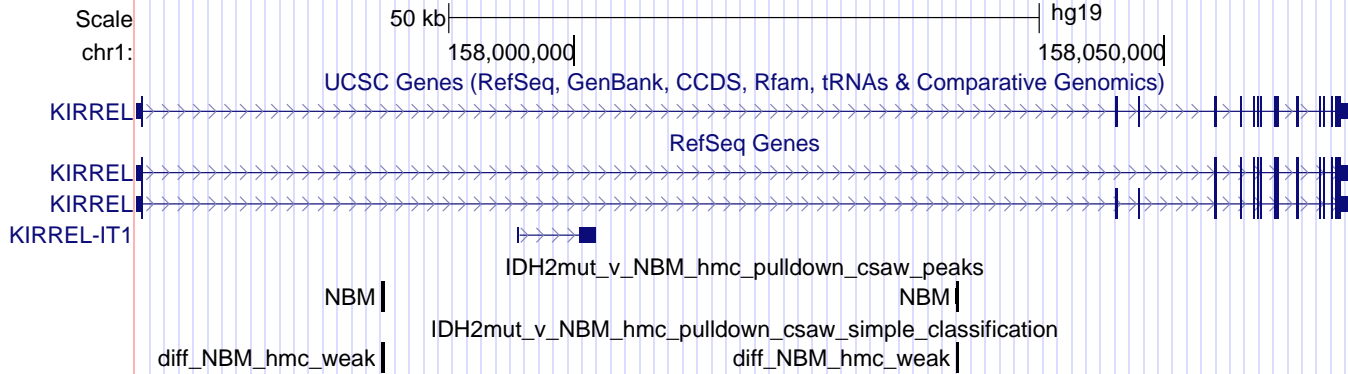 Scale 50 kb hg19
chr1: 158,000,000 158,050,000
UCSC Genes (RefSeq, GenBank, CCDS, Rfam, tRNAs & Comparative Genomics)
KIRREL
RefSeq Genes
KIRREL
KIRREL
KIRREL-IT1
IDH2mut_v_NBM_hmc_pulldown_csaw_peaks
NBM NBM
IDH2mut_v_NBM_hmc_pulldown_csaw_simple_classification
diff_NBM_hmc_weak diff_NBM_hmc_weak